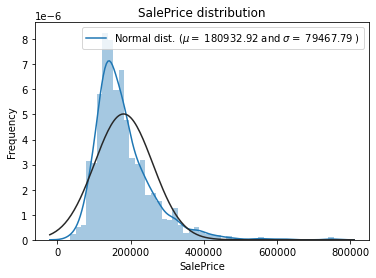 SalePrice distribution
1e−6
Normal dist. (μ = 180932.92 and σ = 79467.79 )
8
7
6
5
4
3
2
1
0
Frequency
0 200000 400000 600000 800000
SalePrice